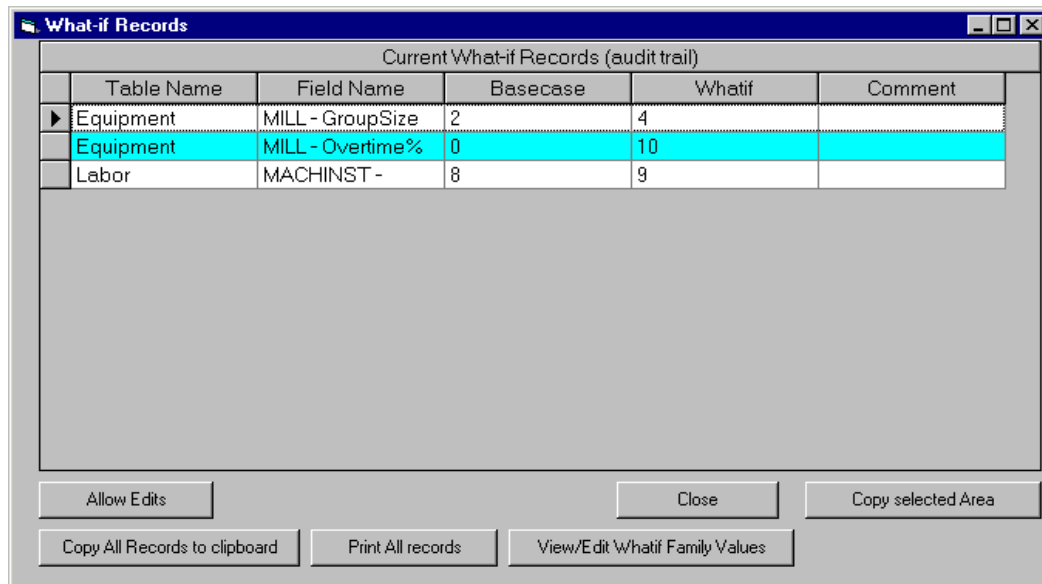 What-if Records
Current What-if Records (audit trail)
Table Name Field Name Basecase Whatif Comment
Equipment MILL - GroupSize 2 4
Equipment MILL - Overtime% 0 10
Labor MACHINST - 8 9
Allow Edits Close Copy selected Area
Copy All Records to clipboard Print All records View/Edit Whatif Family Values